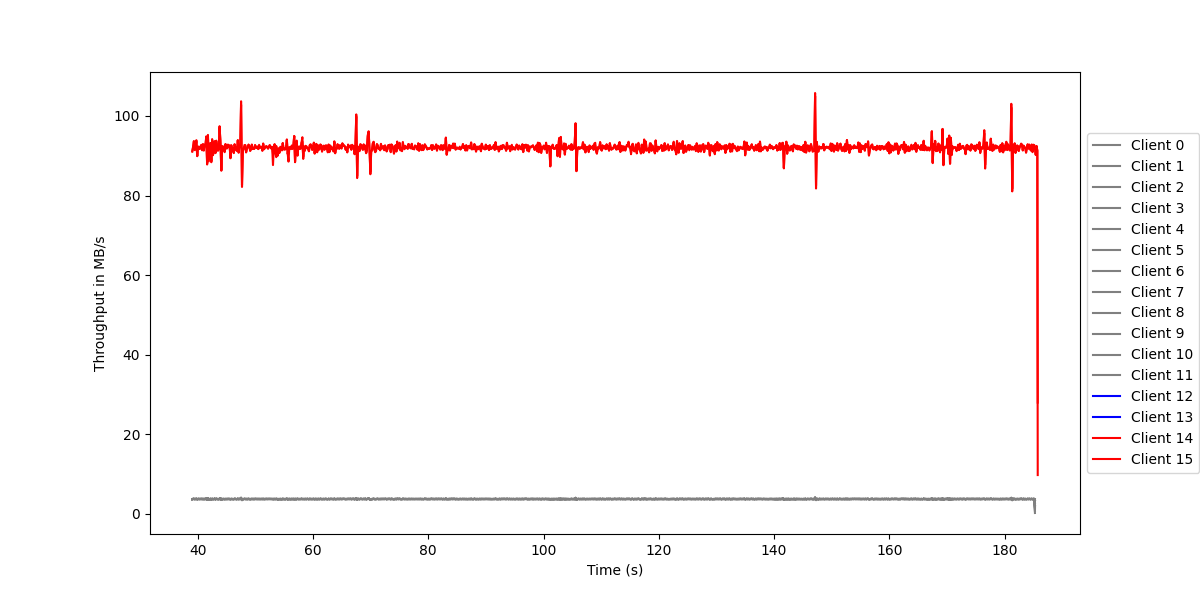 100
80
60
40
20
0
Throughput in MB/s
40 60 80 100 120 140 160 180
Time (s)
Client 0
Client 1
Client 2
Client 3
Client 4
Client 5
Client 6
Client 7
Client 8
Client 9
Client 10
Client 11
Client 12
Client 13
Client 14
Client 15